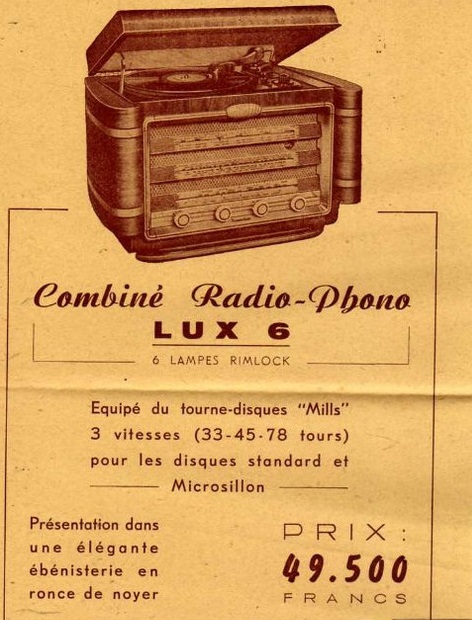 Combiné Radio-Phono
LUX 6
6 LAMPES RIMLOCK
Equipé du tourne-disques "Mills"
3 vitesses (33-45-78 tours)
pour les disques standard et
Microsillon
Présentation dans
une élégante
ébénisterie en
ronce de noyer
PRIX :
49.500
FRANCS